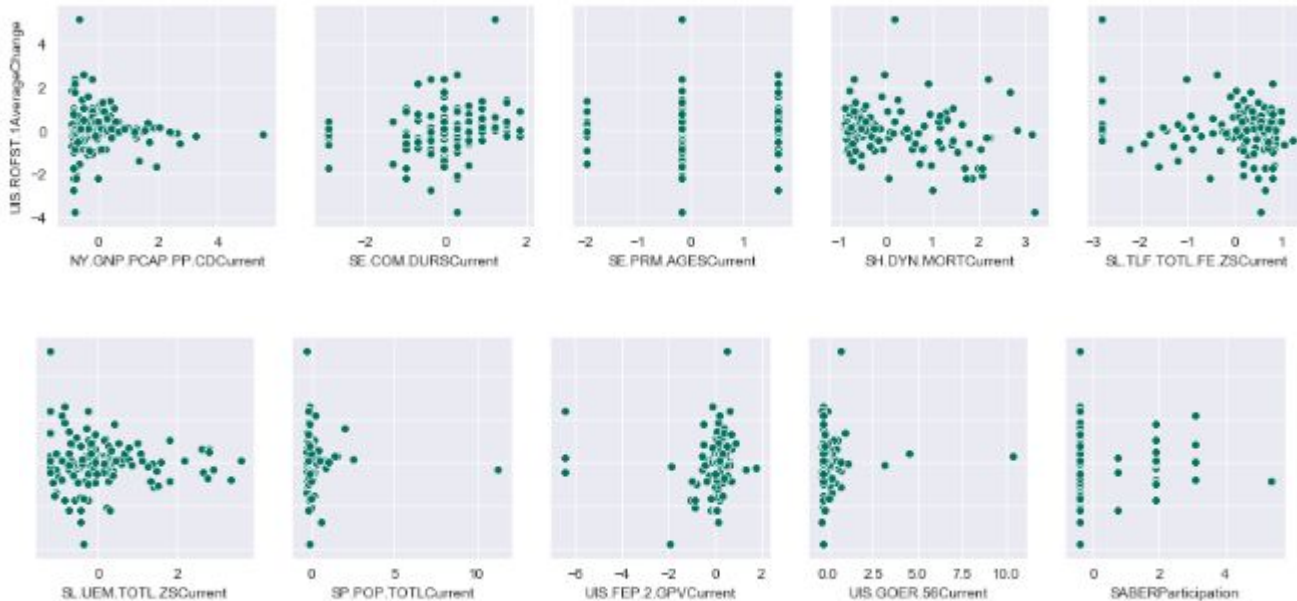 UIS.ROFST.1AverageChange
4
2
0
−2
−4
0 2 4
−2 0 2
−2 −1 0 1
−1 0 1 2 3
−3 −2 −1 0 1
NY.GNP.PCAP.PP.CDCurrent
SE.COM.DURSCurrent
SE.PRM.AGESCurrent
SH.DYN.MORTCurrent
SL.TLF.TOTL.FE.ZSCurrent
0 2
0 10
−6 −4 −2 0 2
0.0 2.5 5.0 7.5 10.0
0 2 4
SL.UEM.TOTL.ZSCurrent
SP.POP.TOTLCurrent
UIS.FEP.2.GPVCurrent
UIS.GOER.56Current
SABERParticipation